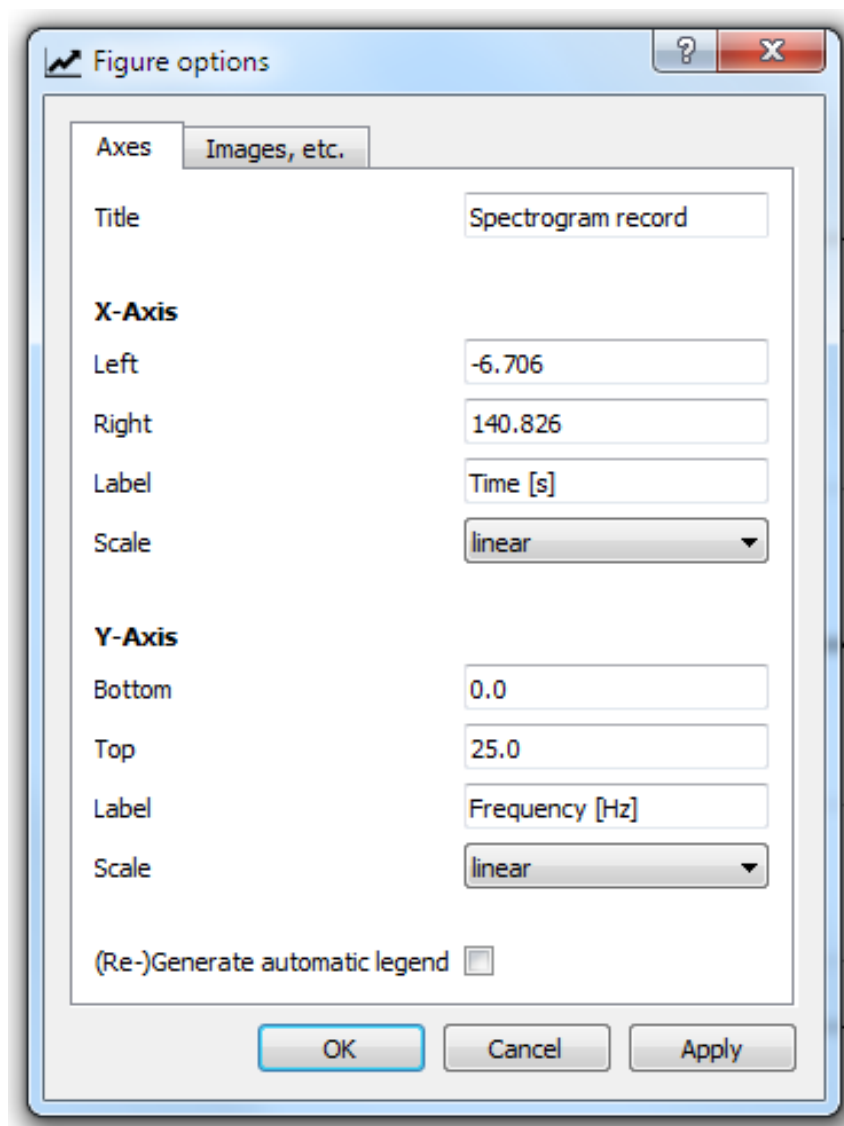 Figure options
Axes Images, etc.
Title Spectrogram record
X-Axis
Left -6.706
Right 140.826
Label Time [s]
Scale linear
Y-Axis
Bottom 0.0
Top 25.0
Label Frequency [Hz]
Scale linear
(Re-)Generate automatic legend
OK Cancel Apply